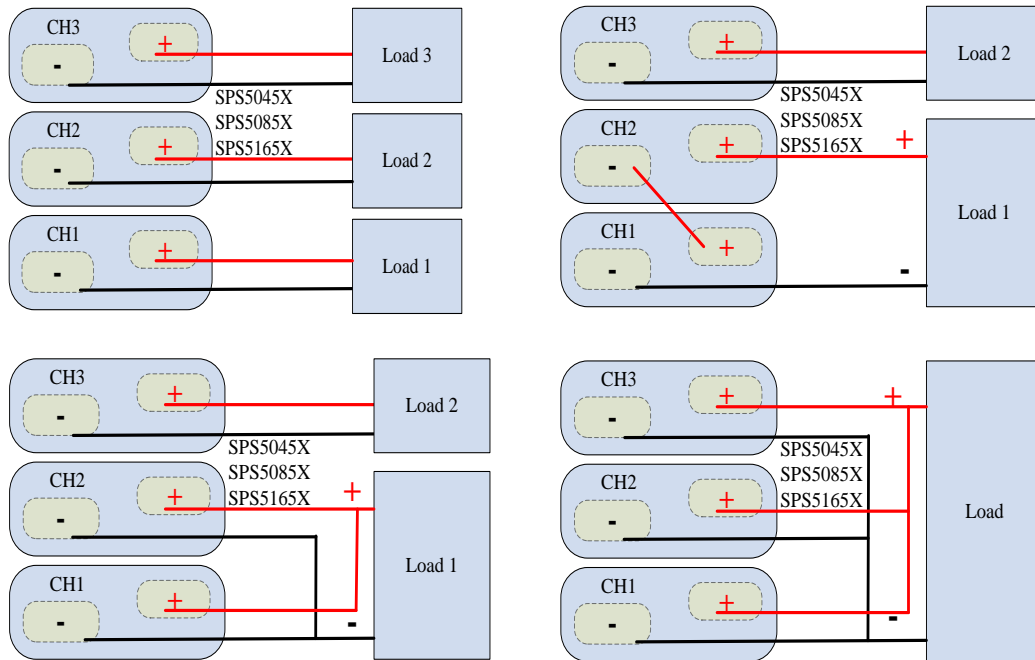 CH3
+
-
Load 3
SPS5045X
SPS5085X
SPS5165X
CH2
+
-
Load 2
CH1
+
-
Load 1
CH3
+
-
Load 2
SPS5045X
SPS5085X
SPS5165X
CH2
+
-
+
Load 1
CH1
+
-
-
CH3
+
-
Load 2
SPS5045X
SPS5085X
SPS5165X
CH2
+
-
+
Load 1
CH1
+
-
-
CH3
+
-
+
SPS5045X
SPS5085X
SPS5165X
CH2
+
-
Load
CH1
+
-
-